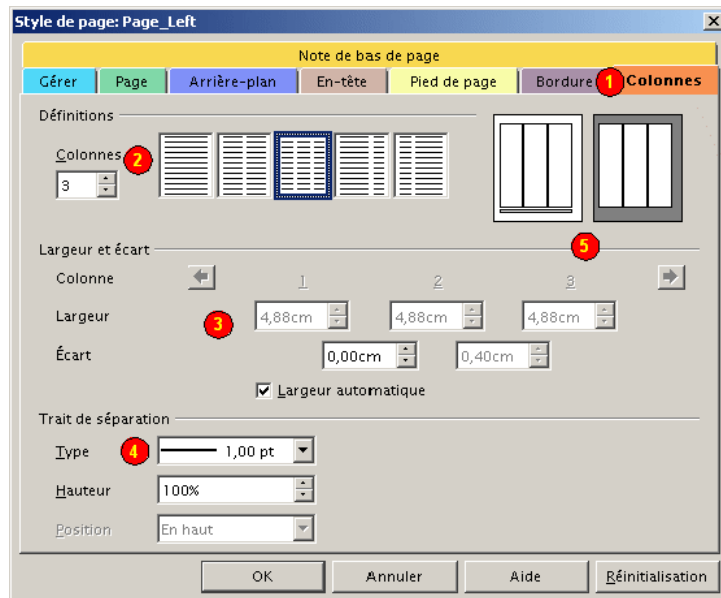 Style de page: Page_Left
Note de bas de page
Gérer Page Arrière-plan En-tête Pied de page Bordure 1 Colonnes
Définitions
Colonnes 2
3
5
Largeur et écart
Colonne 1 2 3
Largeur 3 4,88cm 4,88cm 4,88cm
Écart 0,00cm 0,40cm
Largeur automatique
Trait de séparation
Type 4 1,00 pt
Hauteur 100%
Position En haut
OK Annuler Aide Réinitialisation